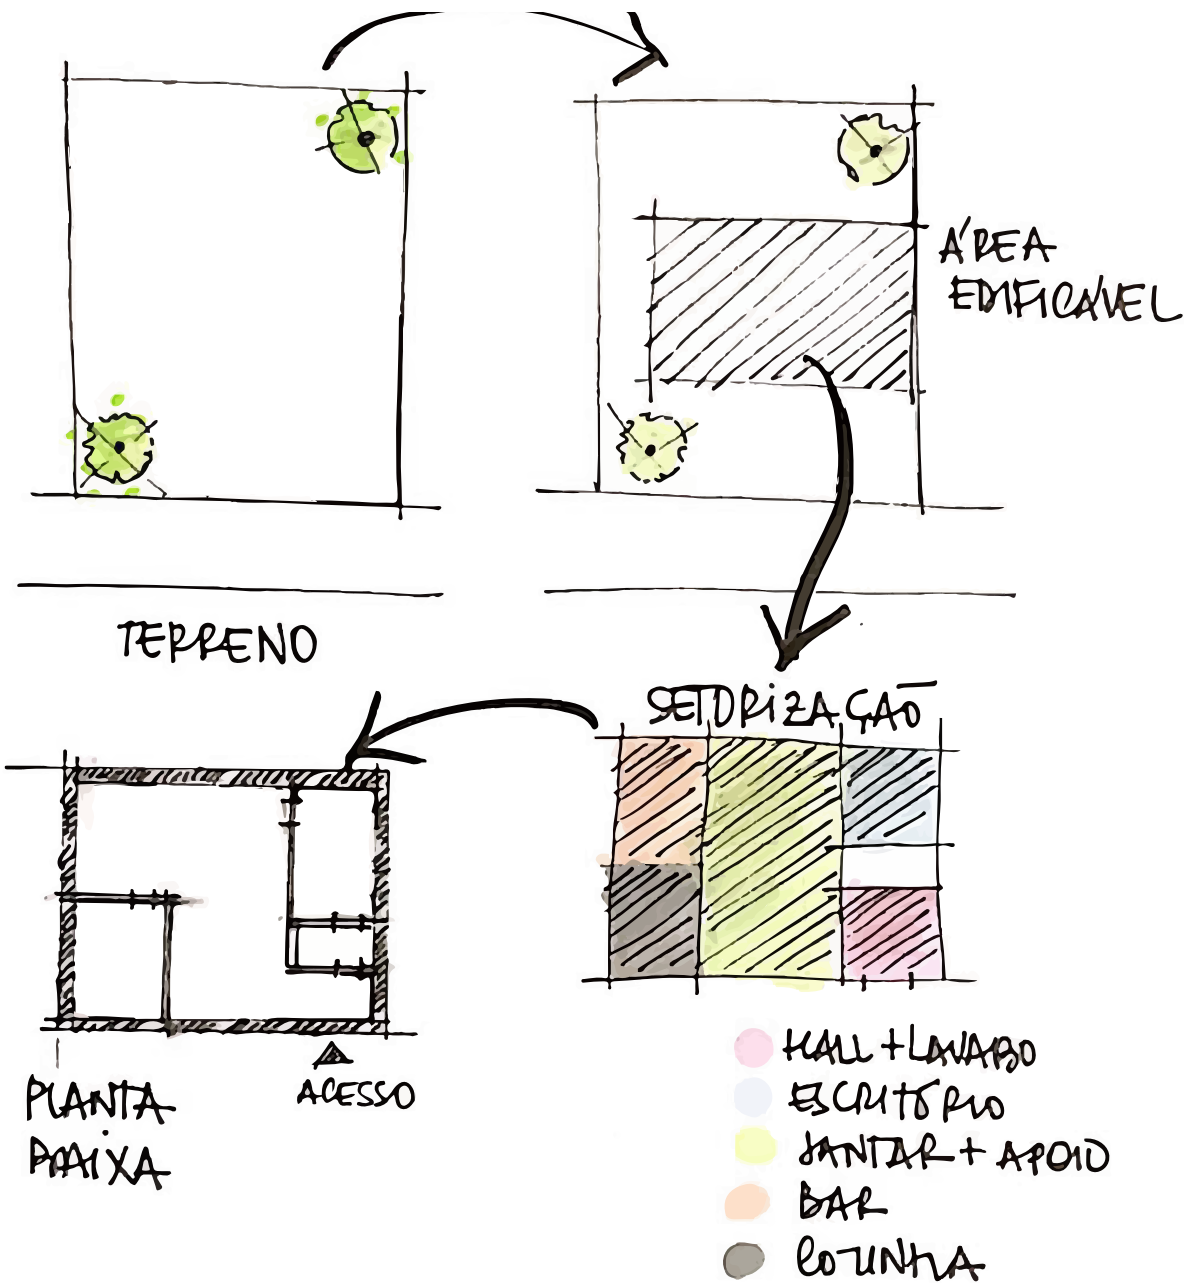 ÁREA
EDIFICÁVEL
TERRENO
SETORIZAÇÃO
PLANTA
BAIXA
ACESSO
HALL + LAVABO
ESCRITÓRIO
JANTAR + APOIO
BAR
COZINHA